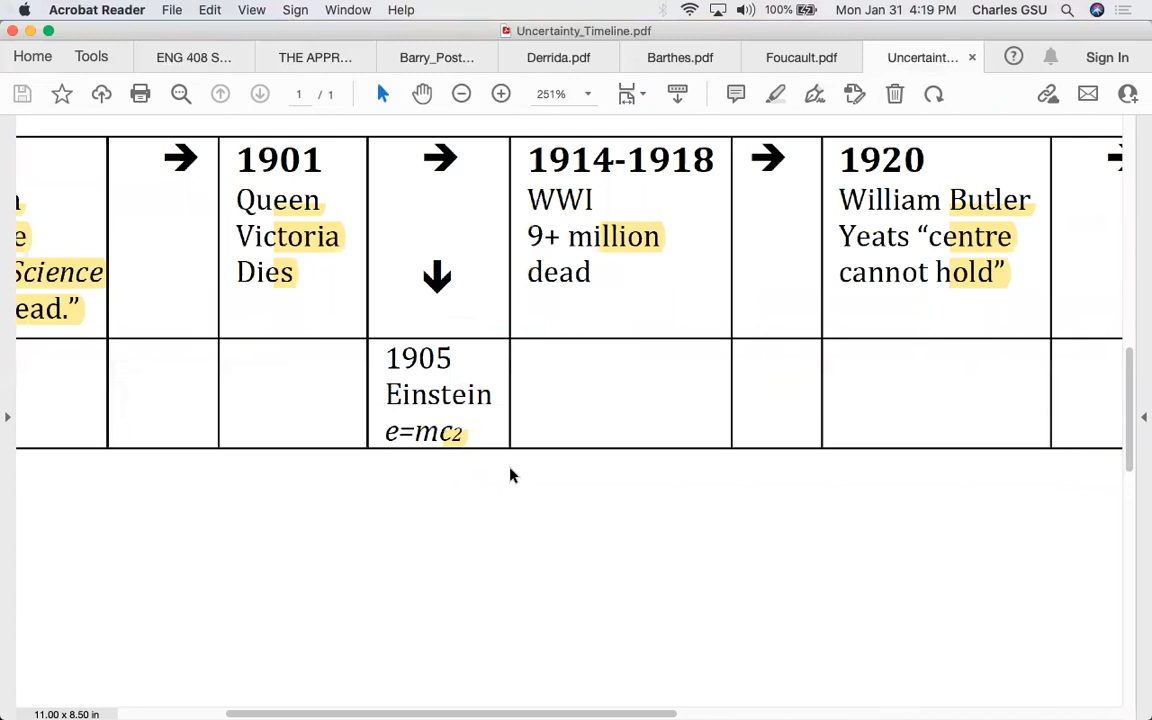 Acrobat Reader File Edit View Sign Window Help 100% Mon Jan 31 4:19 PM Charles GSU
Uncertainty_Timeline.pdf
Home Tools ENG 408 S... THE APPR... Barry_Post... Derrida.pdf Barthes.pdf Foucault.pdf Uncertaint... × ? Sign In
1 / 1 251%
➔ 1901 ➔ 1914-1918 ➔ 1920
Queen WWI William Butler
e Victoria 9+ million Yeats “centre
Science Dies dead cannot hold”
ead.”
1905
Einstein
e=mc2
11.00 x 8.50 in